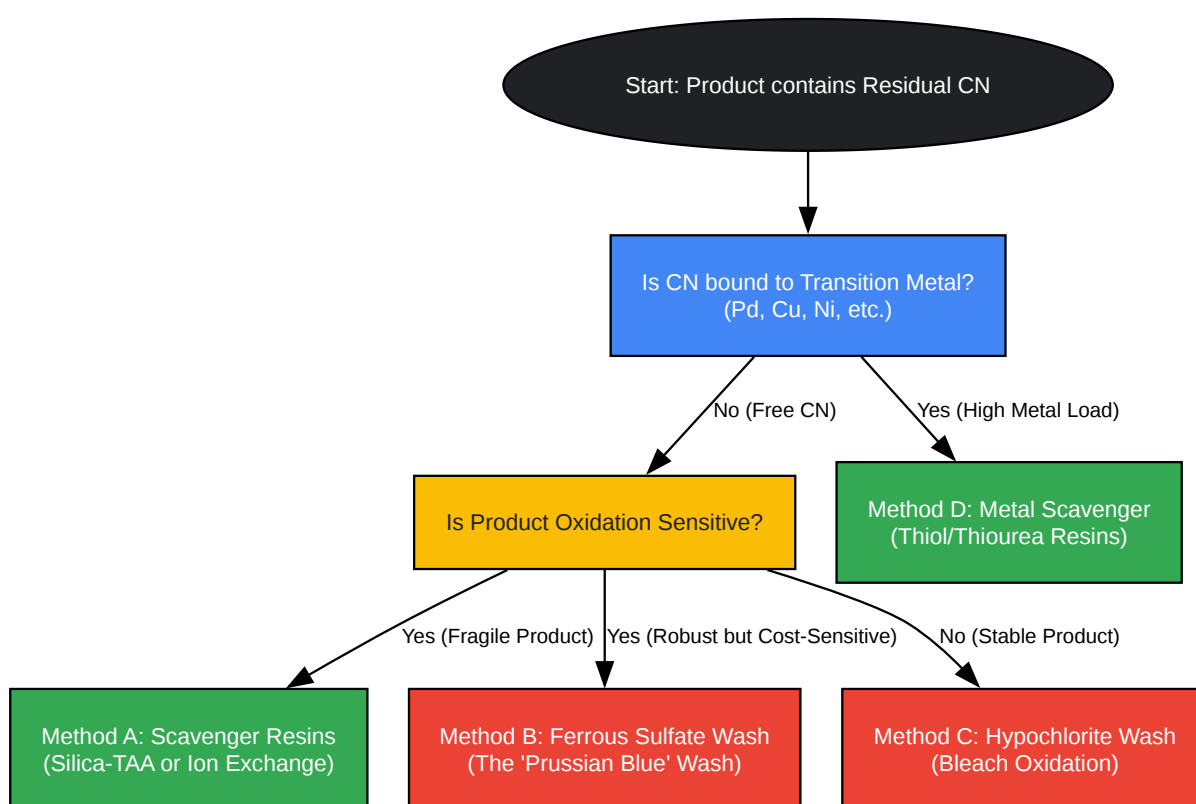 Start: Product contains Residual CN
Is CN bound to Transition Metal?
(Pd, Cu, Ni, etc.)
No (Free CN)
Yes (High Metal Load)
Is Product Oxidation Sensitive?
Method D: Metal Scavenger
(Thiol/Thiourea Resins)
Yes (Fragile Product)
Yes (Robust but Cost-Sensitive)
No (Stable Product)
Method A: Scavenger Resins
(Silica-TAA or Ion Exchange)
Method B: Ferrous Sulfate Wash
(The 'Prussian Blue' Wash)
Method C: Hypochlorite Wash
(Bleach Oxidation)